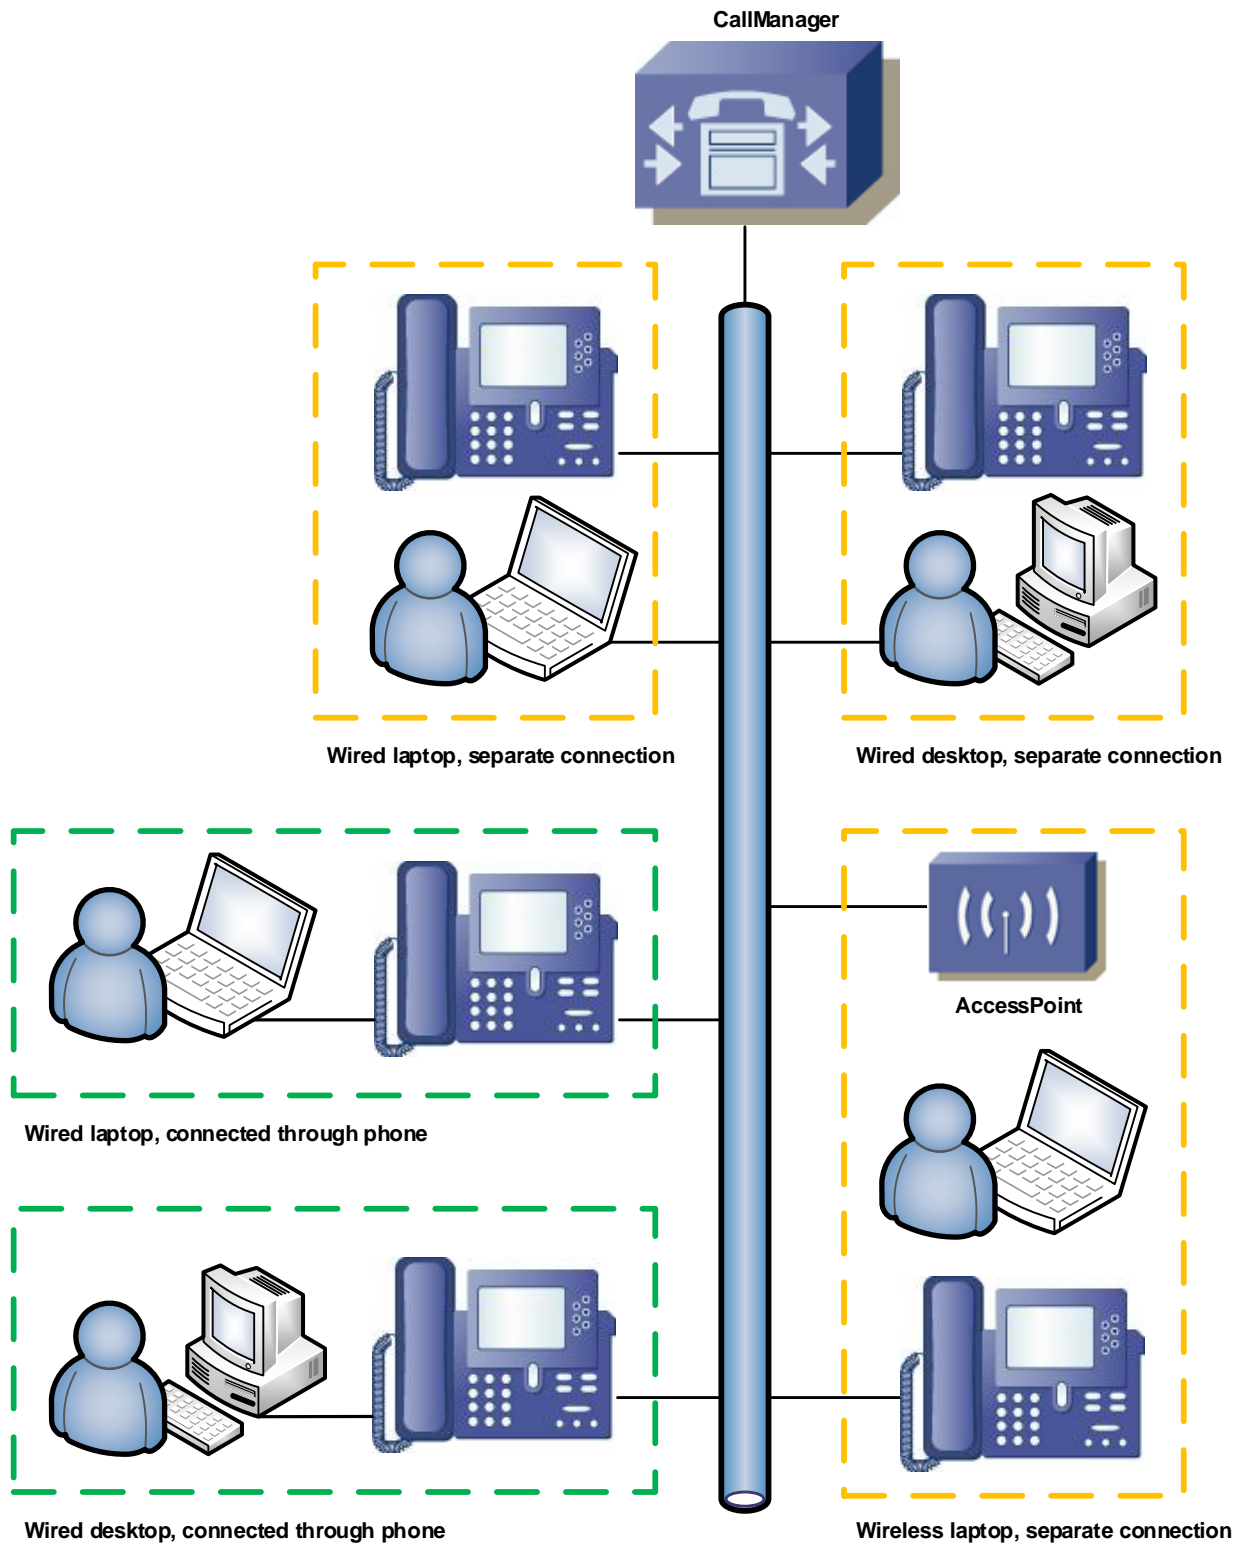 CallManager
Wired laptop, separate connection
Wired desktop, separate connection
AccessPoint
Wired laptop, connected through phone
Wired desktop, connected through phone
Wireless laptop, separate connection